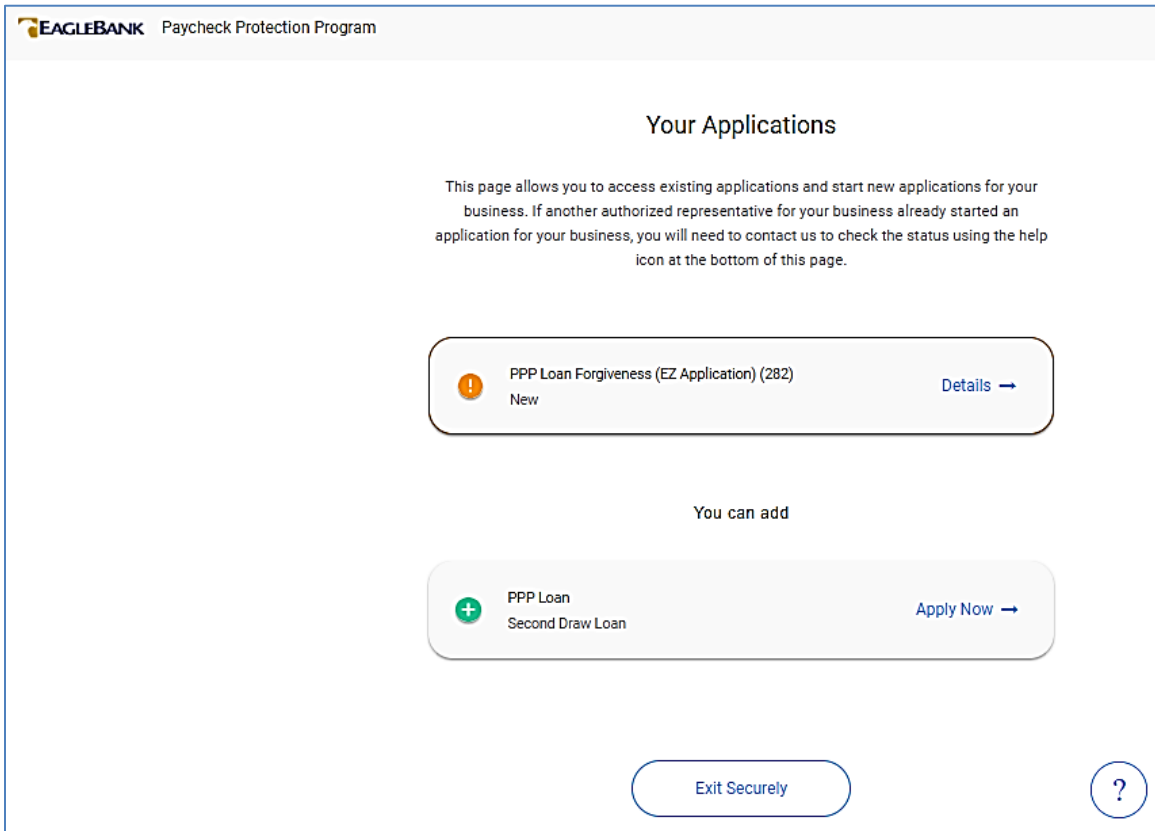 EAGLEBANK Paycheck Protection Program
Your Applications
This page allows you to access existing applications and start new applications for your
business. If another authorized representative for your business already started an
application for your business, you will need to contact us to check the status using the help
icon at the bottom of this page.
!
PPP Loan Forgiveness (EZ Application) (282)
New
Details →
You can add
+
PPP Loan
Second Draw Loan
Apply Now →
Exit Securely
?